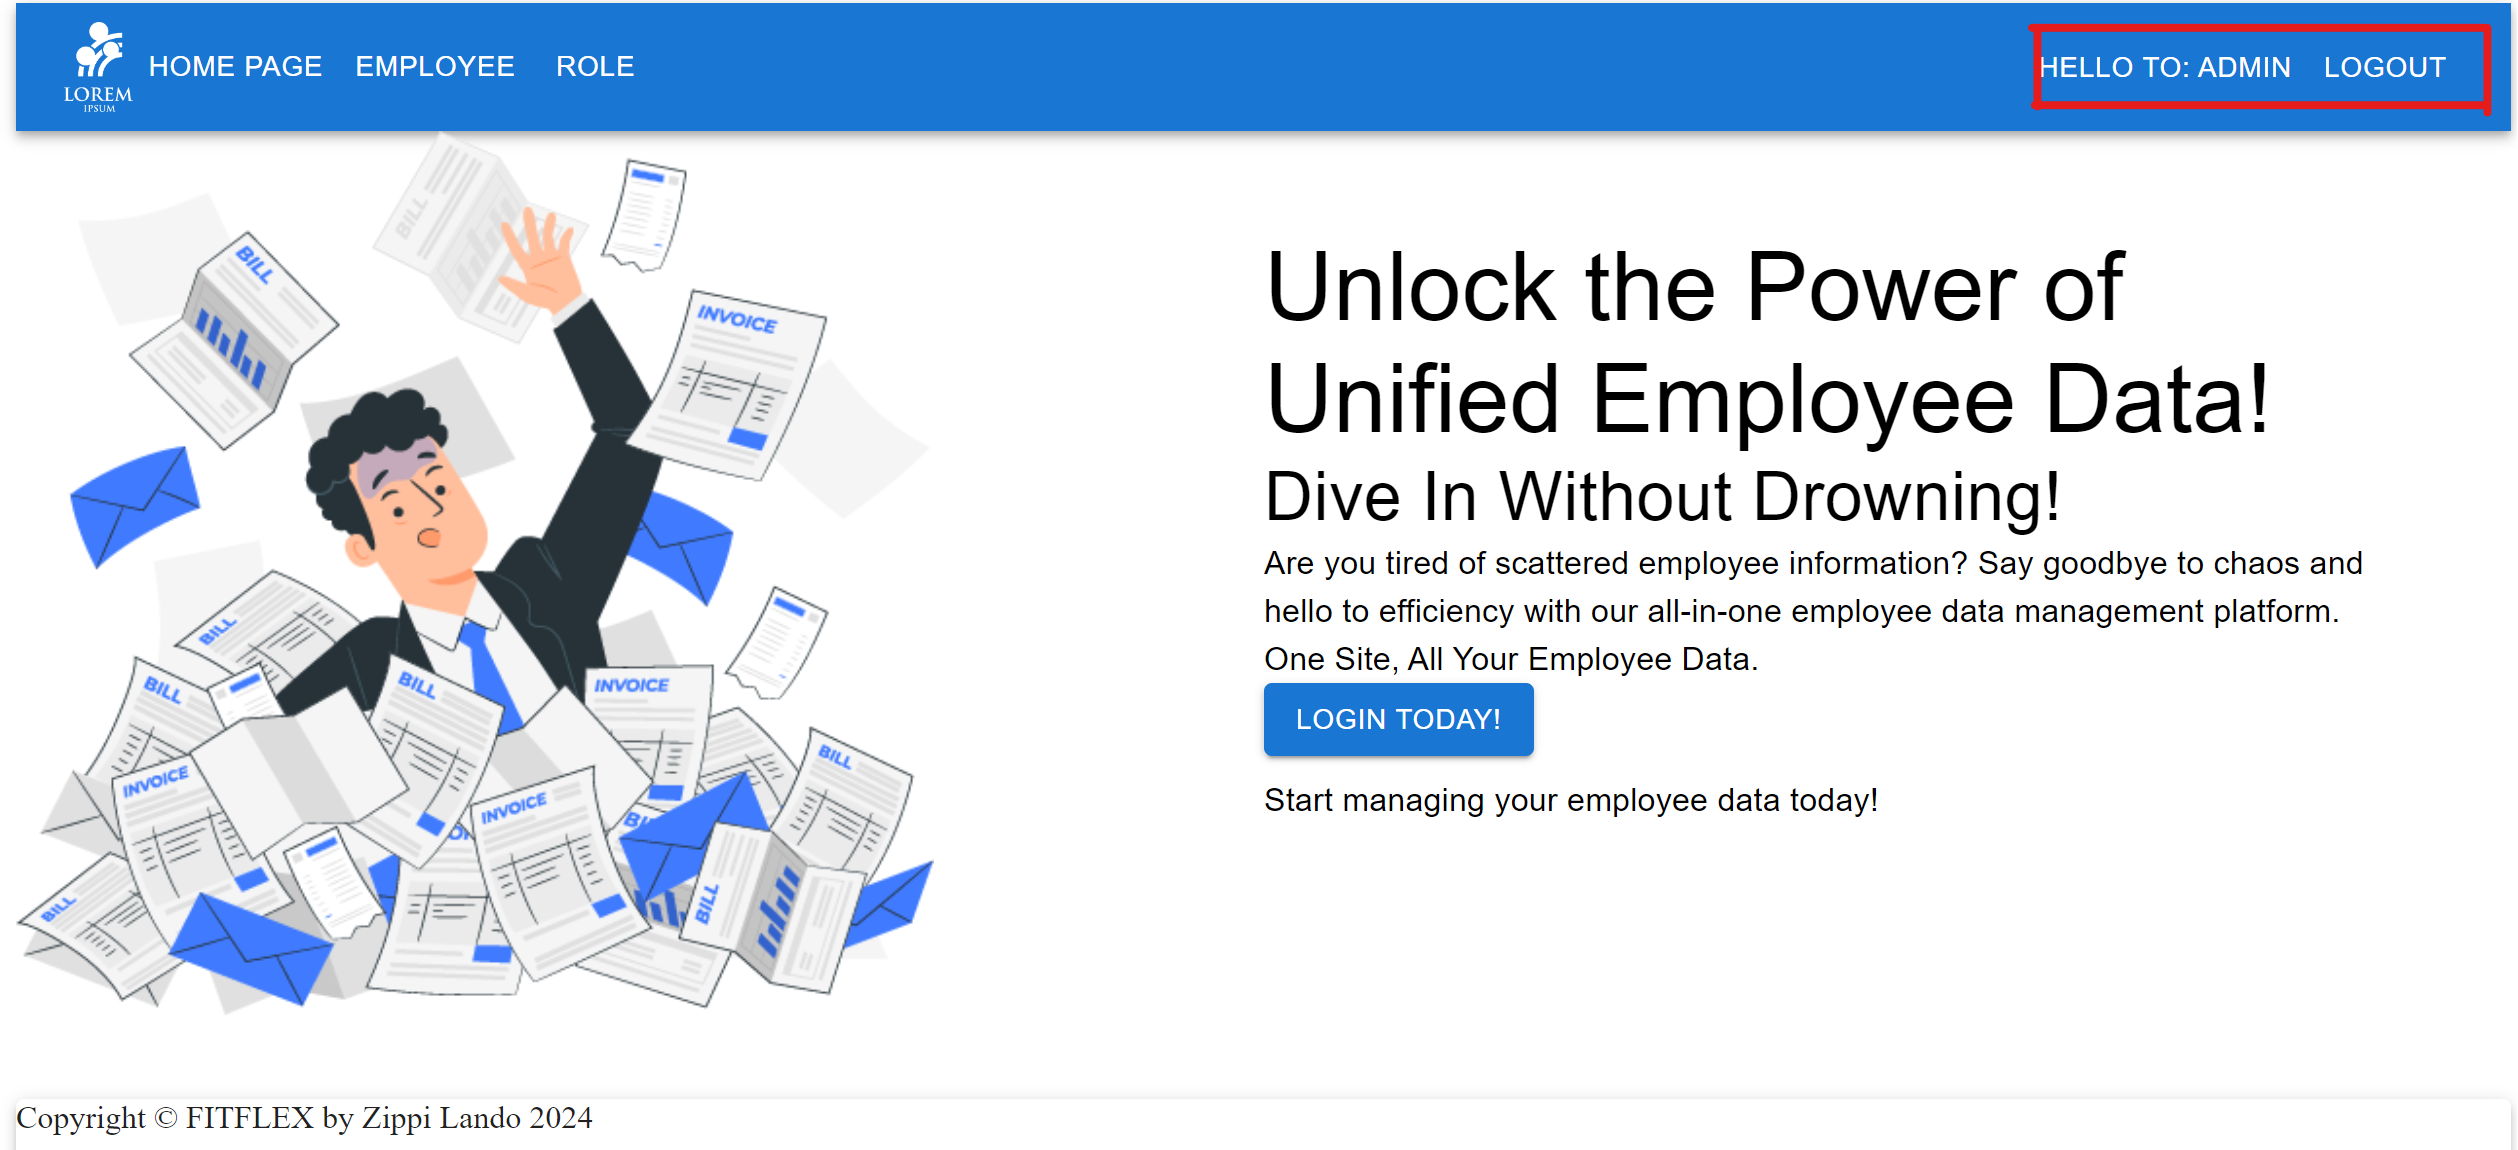 LOREM
IPSUM
HOME PAGE EMPLOYEE ROLE
HELLO TO: ADMIN LOGOUT
Unlock the Power of
Unified Employee Data!
Dive In Without Drowning!
Are you tired of scattered employee information? Say goodbye to chaos and
hello to efficiency with our all-in-one employee data management platform.
One Site, All Your Employee Data.
LOGIN TODAY!
Start managing your employee data today!
BILL
BILL
INVOICE
BILL
BILL
BILL
INVOICE
BILL
INVOICE
INVOICE
BILL
BILL
Copyright © FITFLEX by Zippi Lando 2024